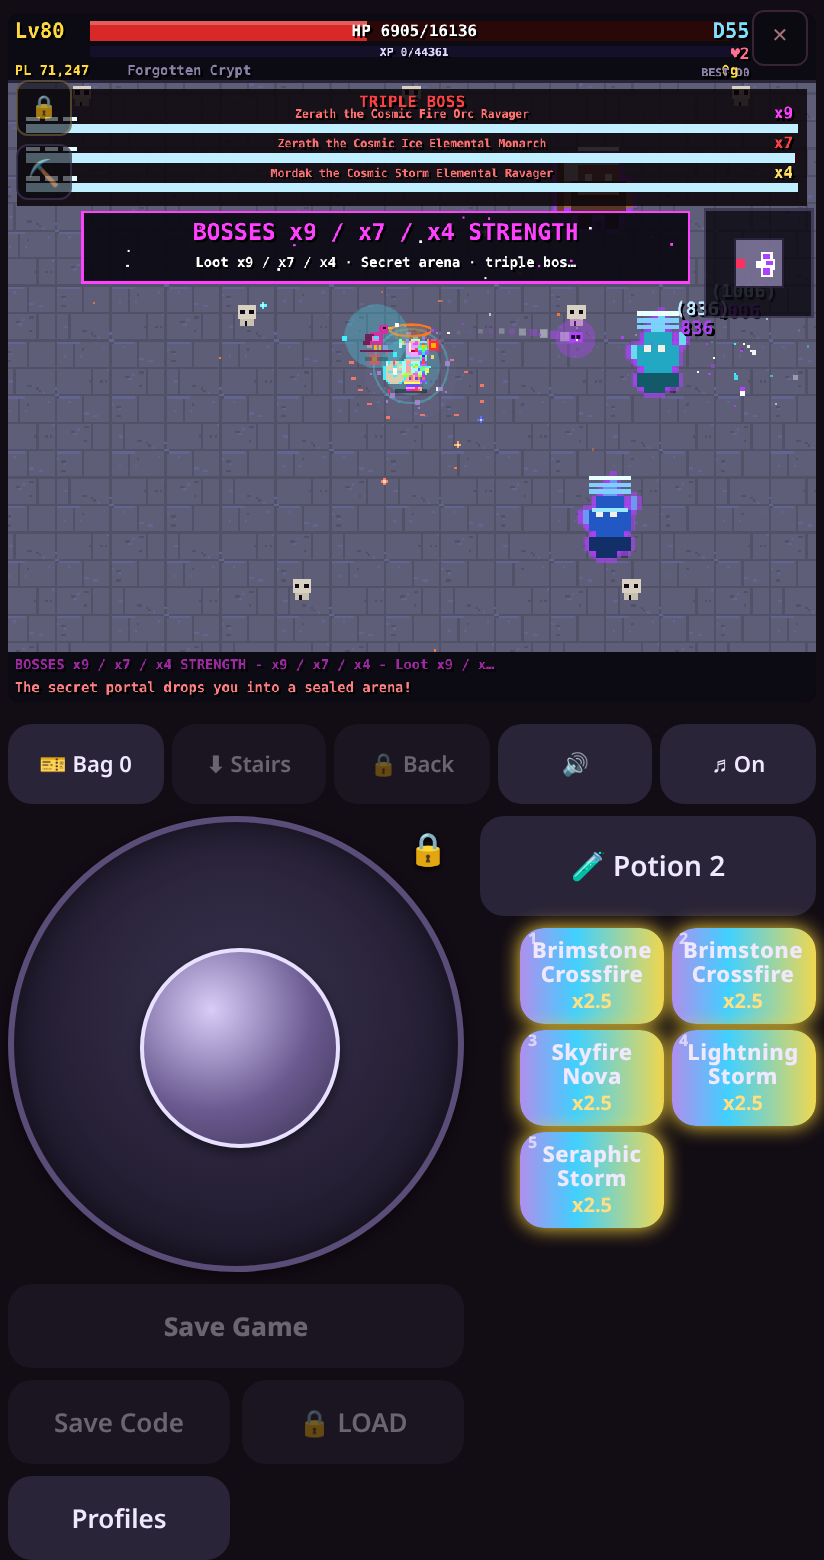 Lv80
HP 6905/16136
D55
×
XP 0/44361
♥2
PL 71,247
Forgotten Crypt
TRIPLE BOSS
Zerath the Cosmic Fire Orc Ravager
x9
Zerath the Cosmic Ice Elemental Monarch
x7
Mordak the Cosmic Storm Elemental Ravager
x4
BOSSES x9 / x7 / x4 STRENGTH
Loot x9 / x7 / x4 · Secret arena · triple bos…
(1006)
(836)
836
BOSSES x9 / x7 / x4 STRENGTH - x9 / x7 / x4 - Loot x9 / x…
The secret portal drops you into a sealed arena!
Bag 0
Stairs
Back
♬ On
Potion 2
1
Brimstone
Crossfire
x2.5
2
Brimstone
Crossfire
x2.5
3
Skyfire
Nova
x2.5
4
Lightning
Storm
x2.5
5
Seraphic
Storm
x2.5
Save Game
Save Code
LOAD
Profiles